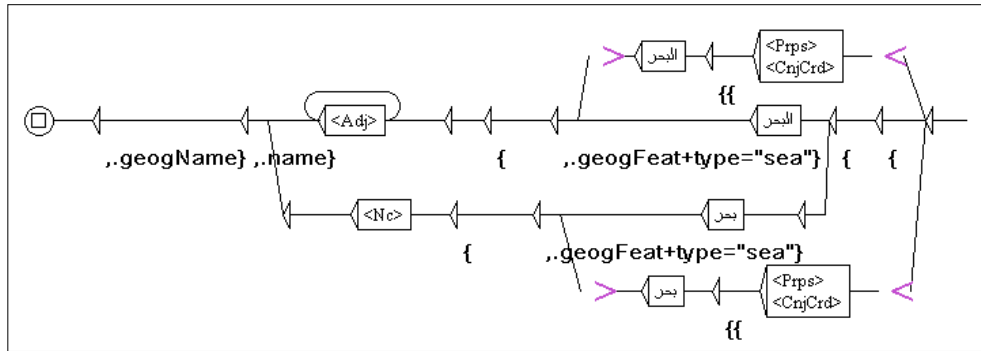 <Prps>
<CnjCrd>
البحر
{{
<Adj>
البحر
,.geogName} ,.name} { ,.geogFeat+type="sea"} { {
<Nc>
بحر
{ ,.geogFeat+type="sea"}
<Prps>
<CnjCrd>
بحر
{{